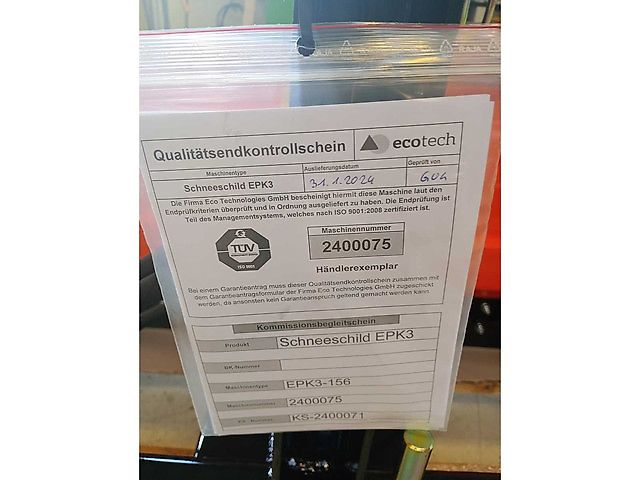 Qualitätsendkontrollschein
ecotech
Maschinentype
Auslieferungsdatum
Geprüft von
Schneeschild EPK3
31.1.2024
Die Firma Eco Technologies GmbH bescheinigt hiermit diese Maschine laut den
Endprüfkriterien überprüft und in Ordnung ausgeliefert zu haben. Die Endprüfung ist
Teil des Managementsystems, welches nach ISO 9001:2008 zertifiziert ist.
TÜV
ISO 9001
Maschinennummer
2400075
Händlerexemplar
Bei einem Garantieantrag muss dieser Qualitätsendkontrollschein zusammen mit
dem Garantieantragsformular der Firma Eco Technologies GmbH zugeschickt
werden, da ansonsten kein Garantieanspruch geltend gemacht werden kann.
Kommissionsbegleitschein
Produkt
Schneeschild EPK3
BK-Nummer
Maschinentype
EPK3-156
Maschinennummer
2400075
KS-2400071